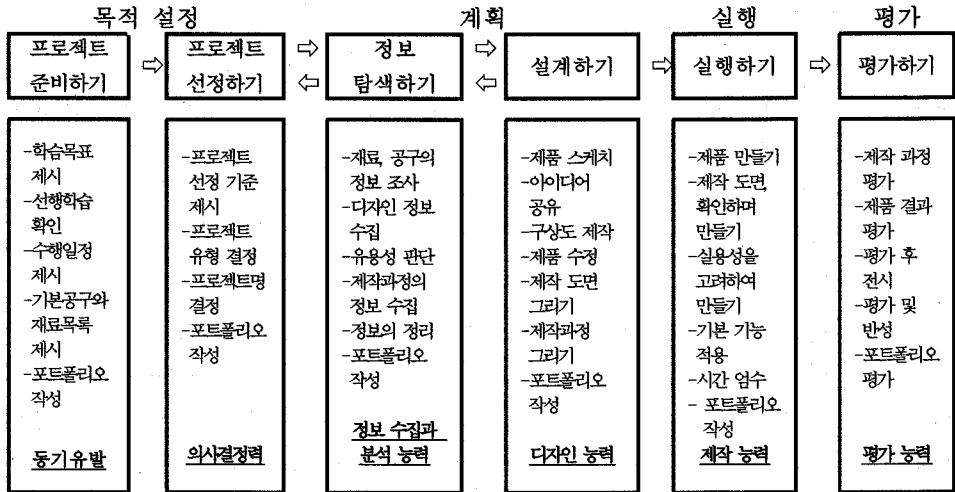 목적 설정
계획
실행
평가
프로젝트
준비하기
⇨
프로젝트
선정하기
⇨
⇦
정보
탐색하기
⇨
⇦
설계하기
⇨
실행하기
⇨
평가하기
-학습목표
제시
-선행학습
확인
-수행일정
제시
-기본공구와
재료목록
제시
-포트폴리오
작성
동기유발
-프로젝트
선정 기준
제시
-프로젝트
유형 결정
-프로젝트명
결정
-포트폴리오
작성
의사결정력
-재료, 공구의
정보 조사
-디자인 정보
수집
-유용성 판단
-제작과정의
정보 수집
-정보의 정리
-포트폴리오
작성
정보 수집과
분석 능력
-제품 스케치
-아이디어
공유
-구상도 제작
-제품 수정
-제작 도면
그리기
-제작과정
그리기
-포트폴리오
작성
디자인 능력
-제품 만들기
-제작 도면,
확인하며
만들기
-실용성을
고려하여
만들기
-기본 기능
적용
-시간 엄수
- 포트폴리오
작성
제작 능력
-제작 과정
평가
-제품 결과
평가
-평가 후
전시
-평가 및
반성
-포트폴리오
평가
평가 능력